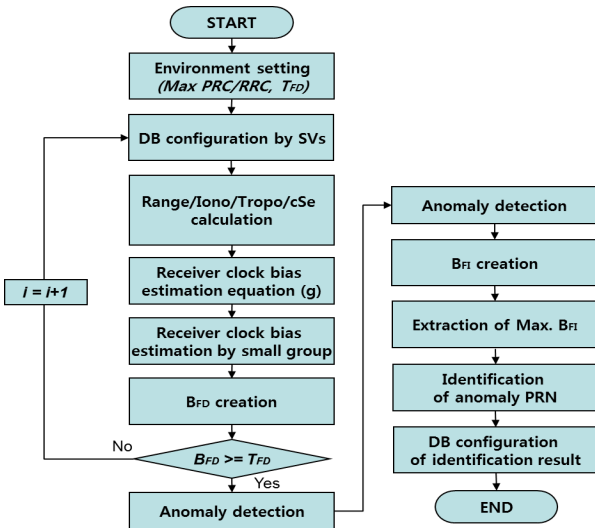 START
Environment setting
(Max PRC/RRC, TFD)
DB configuration by SVs
Range/Iono/Tropo/cSe
calculation
Receiver clock bias
estimation equation (g)
Receiver clock bias
estimation by small group
BFD creation
BFD >= TFD
No
Yes
i = i+1
Anomaly detection
Anomaly detection
BFI creation
Extraction of Max. BFI
Identification
of anomaly PRN
DB configuration
of identification result
END